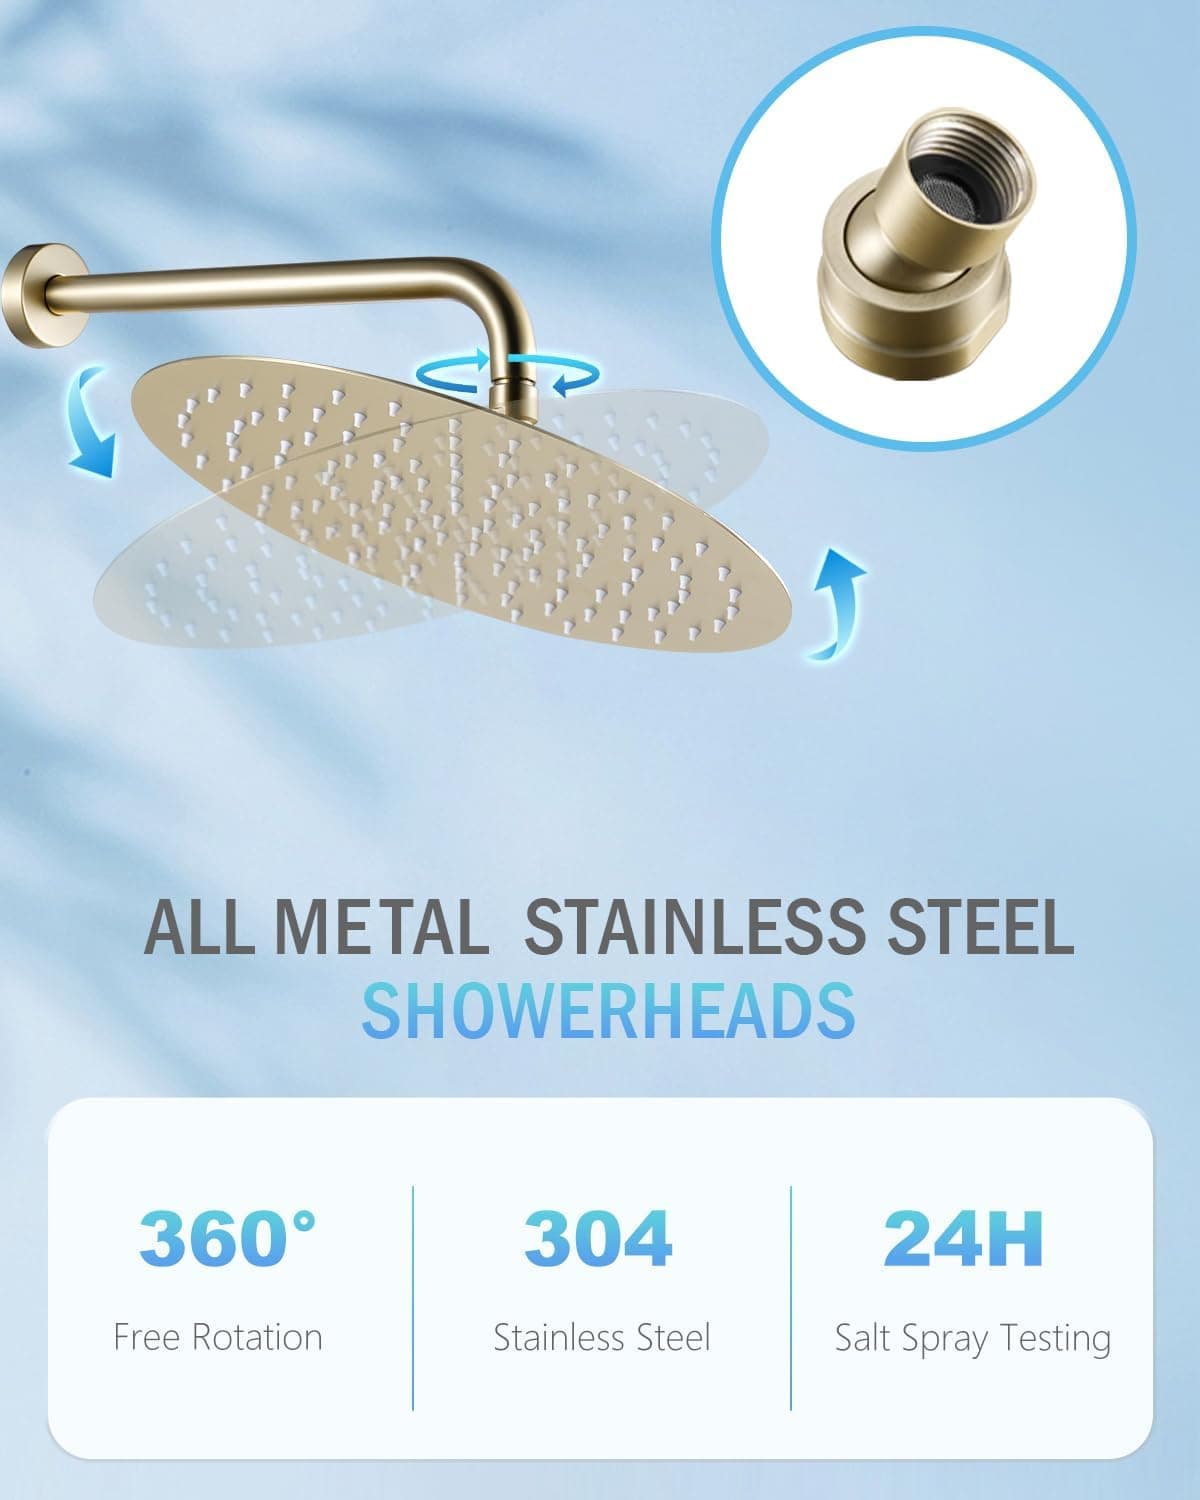 ALL METAL STAINLESS STEEL
SHOWERHEADS
360° 304 24H
Free Rotation Stainless Steel Salt Spray Testing